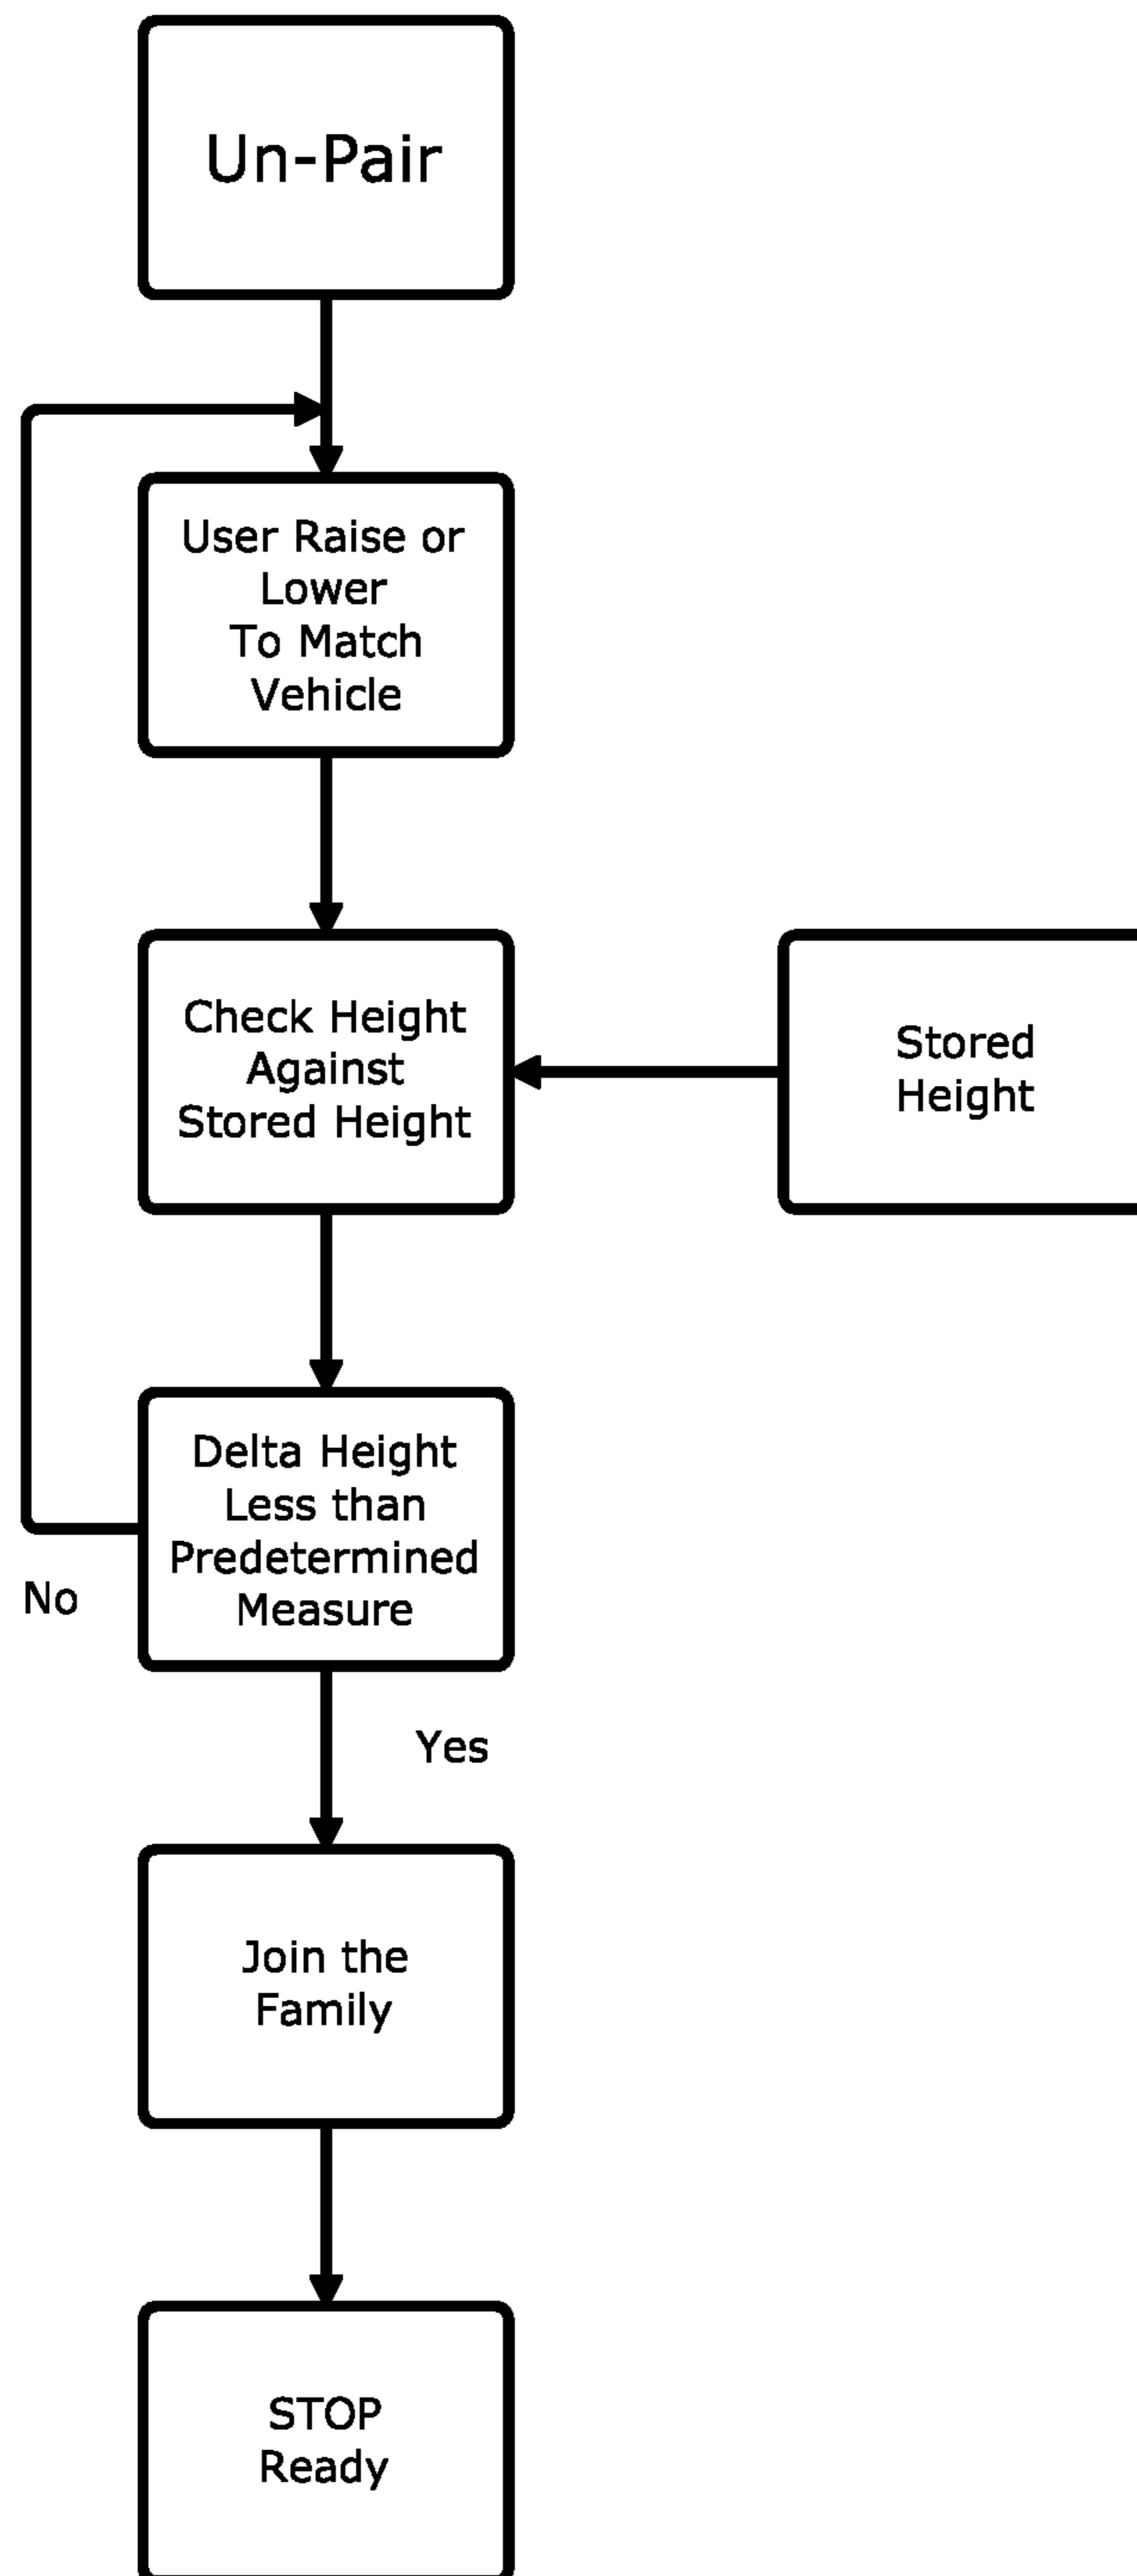 Un-Pair
User Raise or
Lower
To Match
Vehicle
Check Height
Against
Stored Height
Stored
Height
Delta Height
Less than
Predetermined
Measure
No
Yes
Join the
Family
STOP
Ready